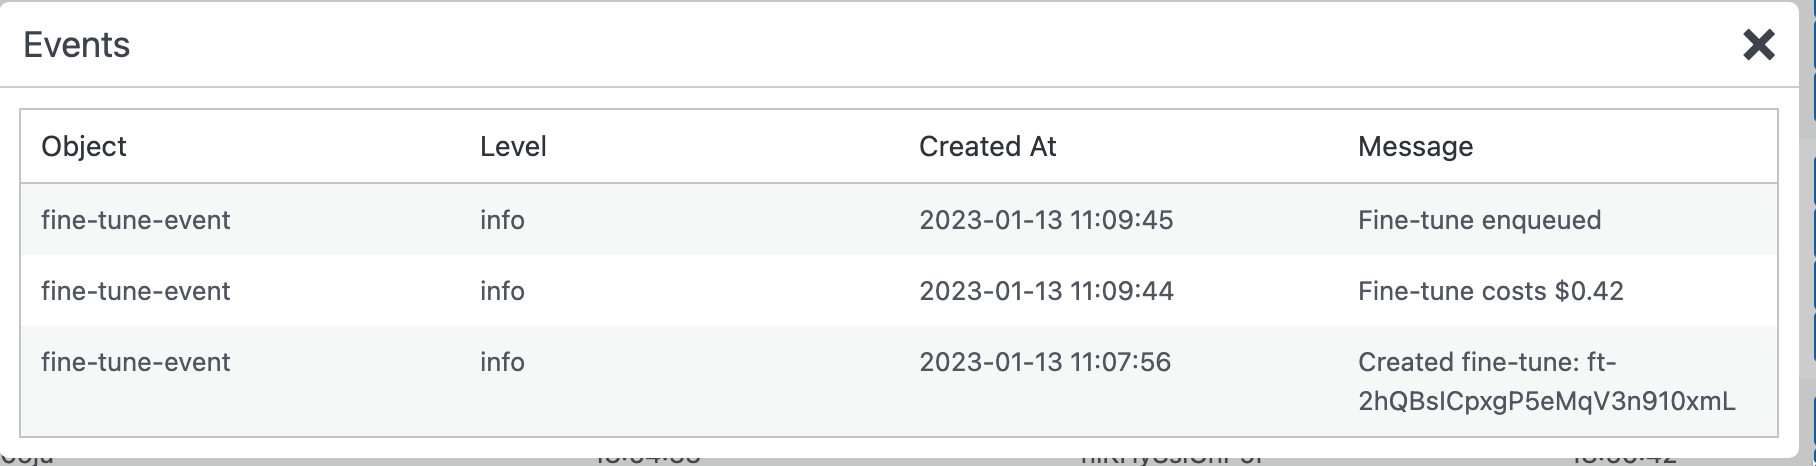 Events
Object Level Created At Message
fine-tune-event info 2023-01-13 11:09:45 Fine-tune enqueued
fine-tune-event info 2023-01-13 11:09:44 Fine-tune costs $0.42
fine-tune-event info 2023-01-13 11:07:56 Created fine-tune: ft-
2hQBsICpxgP5eMqV3n910xmL